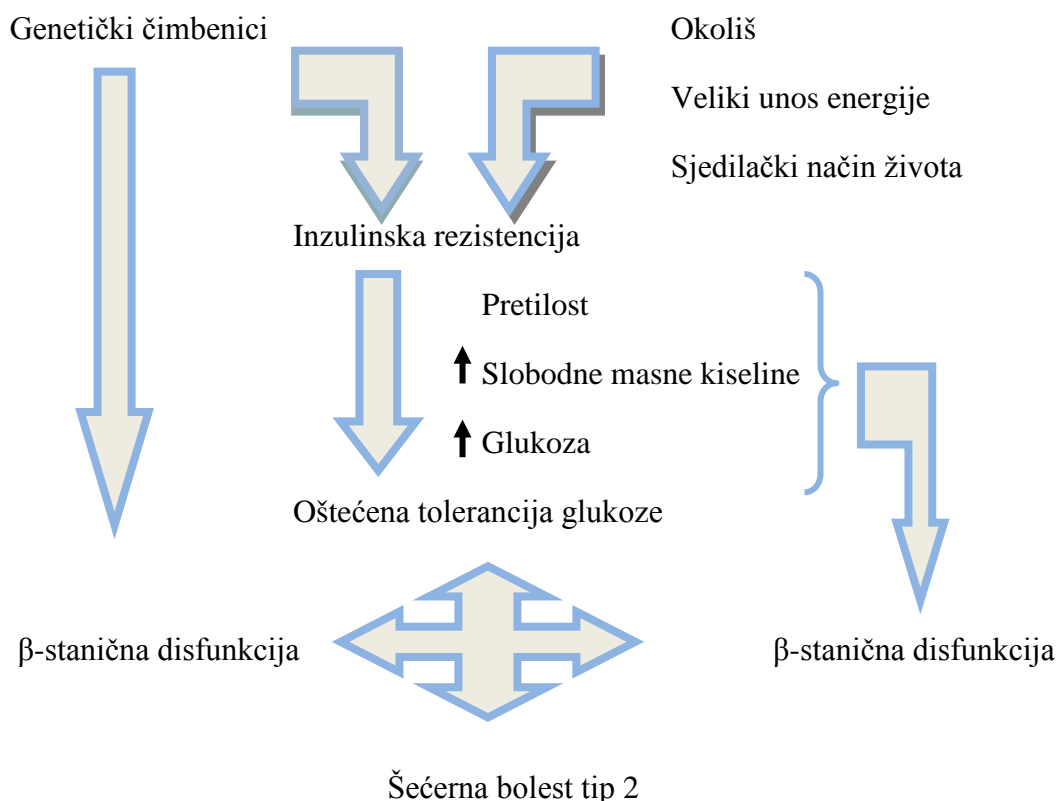 Genetički čimbenici
Okoliš
Veliki unos energije
Sjedilački način života
Inzulinska rezistencija
Pretilost
Slobodne masne kiseline
Glukoza
Oštećena tolerancija glukoze
β-stanična disfunkcija
β-stanična disfunkcija
Šećerna bolest tip 2